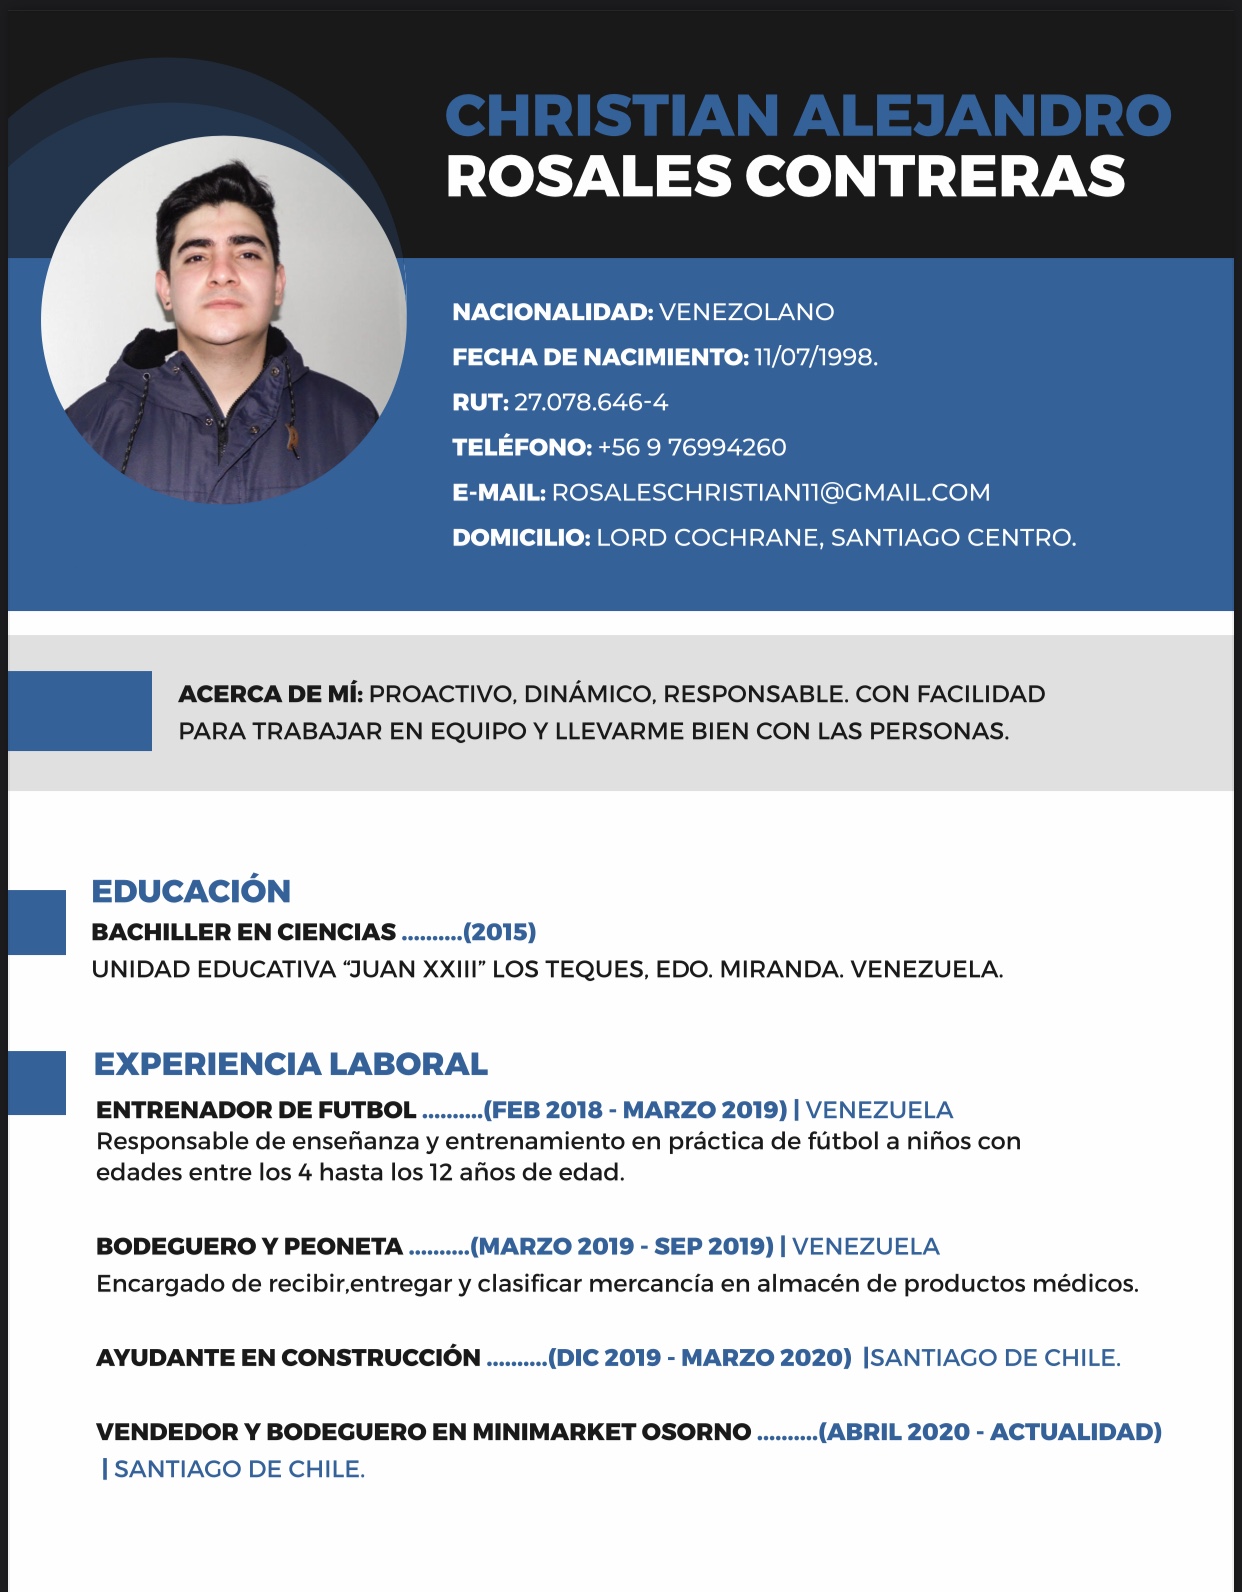 CHRISTIAN ALEJANDRO
ROSALES CONTRERAS
NACIONALIDAD: VENEZOLANO
FECHA DE NACIMIENTO: 11/07/1998.
RUT: 27.078.646-4
TELÉFONO: +56 9 76994260
E-MAIL: ROSALESCHRISTIAN11@GMAIL.COM
DOMICILIO: LORD COCHRANE, SANTIAGO CENTRO.
ACERCA DE MÍ: PROACTIVO, DINÁMICO, RESPONSABLE. CON FACILIDAD
PARA TRABAJAR EN EQUIPO Y LLEVARME BIEN CON LAS PERSONAS.
EDUCACIÓN
BACHILLER EN CIENCIAS ..........(2015)
UNIDAD EDUCATIVA “JUAN XXIII” LOS TEQUES, EDO. MIRANDA. VENEZUELA.
EXPERIENCIA LABORAL
ENTRENADOR DE FUTBOL ..........(FEB 2018 - MARZO 2019) | VENEZUELA
Responsable de enseñanza y entrenamiento en práctica de fútbol a niños con
edades entre los 4 hasta los 12 años de edad.
BODEGUERO Y PEONETA ..........(MARZO 2019 - SEP 2019) | VENEZUELA
Encargado de recibir,entregar y clasificar mercancía en almacén de productos médicos.
AYUDANTE EN CONSTRUCCIÓN ..........(DIC 2019 - MARZO 2020) |SANTIAGO DE CHILE.
VENDEDOR Y BODEGUERO EN MINIMARKET OSORNO ..........(ABRIL 2020 - ACTUALIDAD)
| SANTIAGO DE CHILE.